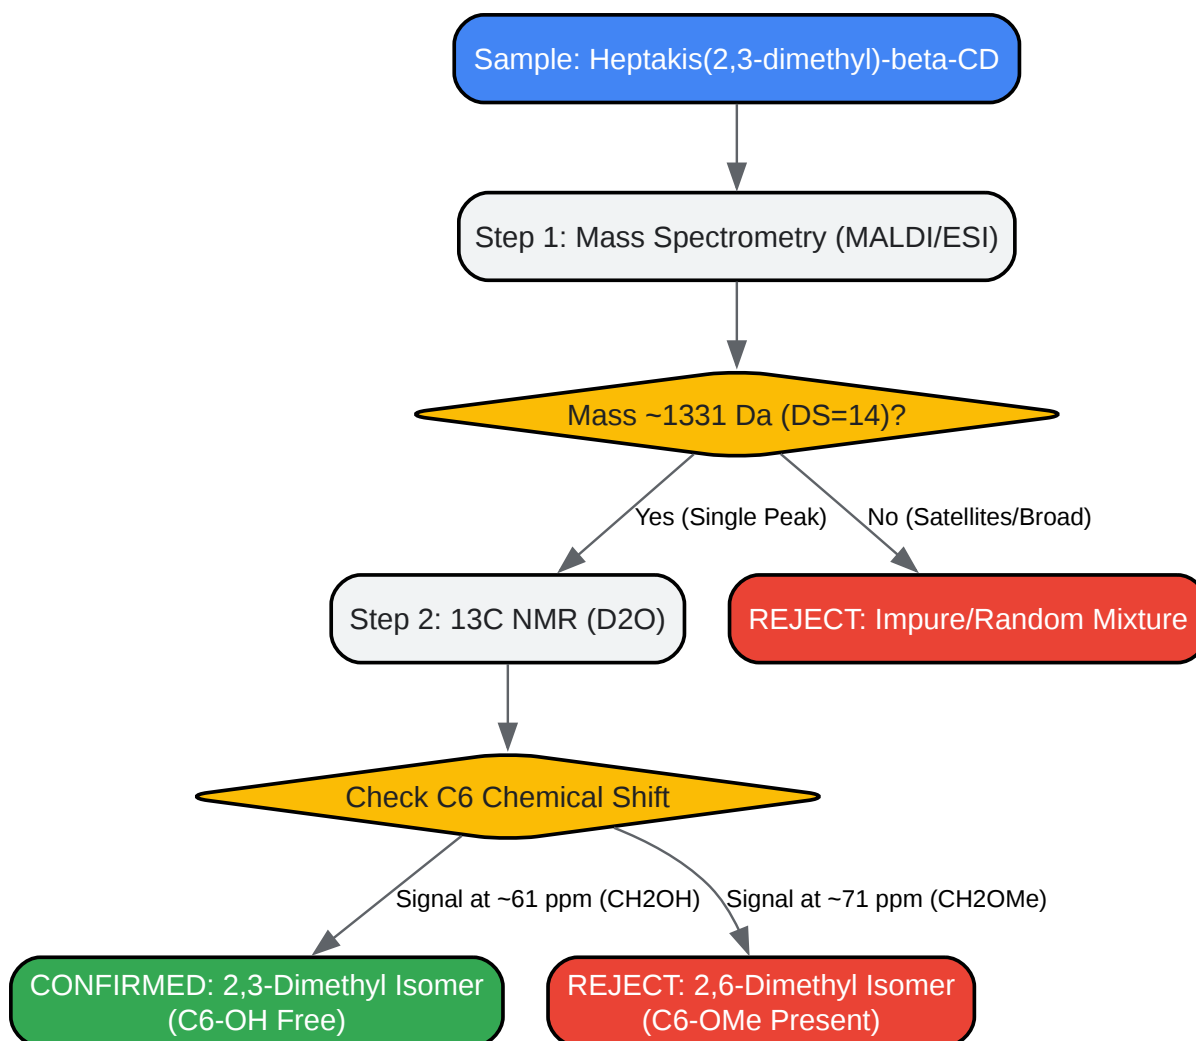 Sample: Heptakis(2,3-dimethyl)-beta-CD
Step 1: Mass Spectrometry (MALDI/ESI)
Mass ~1331 Da (DS=14)?
Yes (Single Peak)
No (Satellites/Broad)
Step 2: 13C NMR (D2O)
REJECT: Impure/Random Mixture
Check C6 Chemical Shift
Signal at ~61 ppm (CH2OH)
Signal at ~71 ppm (CH2OMe)
CONFIRMED: 2,3-Dimethyl Isomer
(C6-OH Free)
REJECT: 2,6-Dimethyl Isomer
(C6-OMe Present)